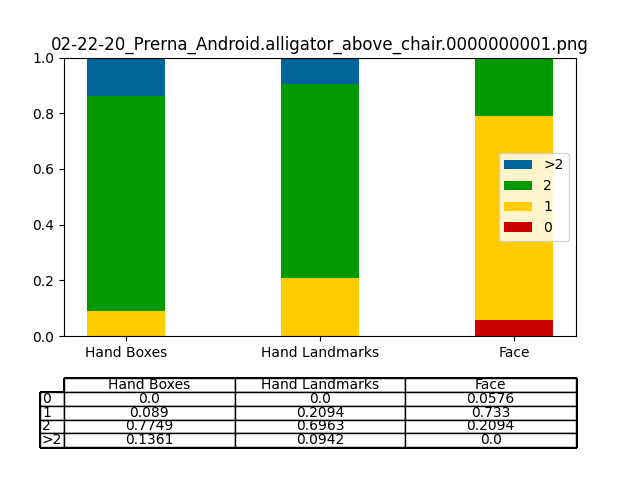 02-22-20_Prerna_Android.alligator_above_chair.0000000001.png
1.0
0.8
0.6
0.4
0.2
0.0
>2
2
1
0
Hand Boxes Hand Landmarks Face
Hand Boxes Hand Landmarks Face
0 0.0 0.0 0.0576
1 0.089 0.2094 0.733
2 0.7749 0.6963 0.2094
>2 0.1361 0.0942 0.0